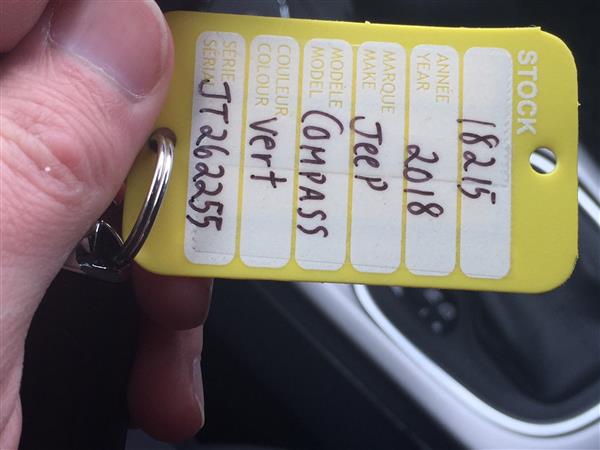 STOCK
18215
ANNÉE
YEAR
2018
MARQUE
MAKE
Jeep
MODÈLE
MODEL
COMPASS
COULEUR
COLOUR
Vert
SÉRIE
SERIAL
JT262255